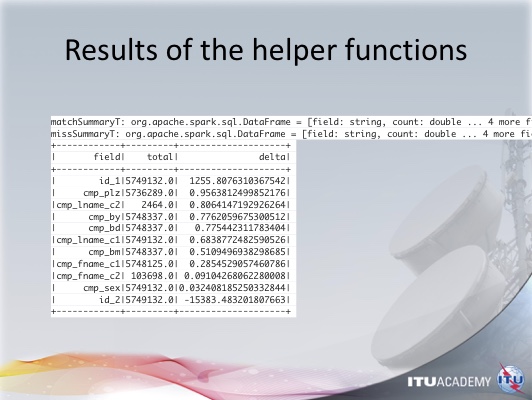 Results of the helper functions
matchSummaryT: org.apache.spark.sql.DataFrame = [field: string, count: double ... 4 more f
missSummaryT: org.apache.spark.sql.DataFrame = [field: string, count: double ... 4 more fi
+------------+---------+--------------------+
|       field|    total|               delta|
+------------+---------+--------------------+
|        id_1|5749132.0|  1255.8076310367542|
|     cmp_plz|5736289.0|  0.9563812499852176|
|cmp_lname_c2|   2464.0|  0.8064147192926264|
|      cmp_by|5748337.0|  0.7762059675300512|
|      cmp_bd|5748337.0|   0.775442311783404|
|cmp_lname_c1|5749132.0|  0.6838772482590526|
|      cmp_bm|5748337.0|  0.5109496938298685|
|cmp_fname_c1|5748125.0|  0.2854529057460786|
|cmp_fname_c2| 103698.0| 0.09104268062280008|
|     cmp_sex|5749132.0|0.032408185250332844|
|        id_2|5749132.0| -15383.483201807663|
+------------+---------+--------------------+
ITUACADEMY ITU